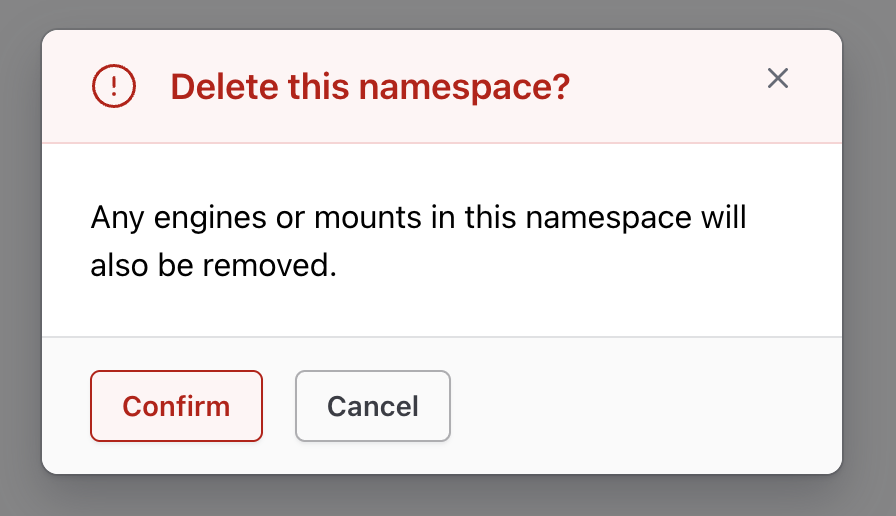 Delete this namespace?
Any engines or mounts in this namespace will
also be removed.
Confirm
Cancel